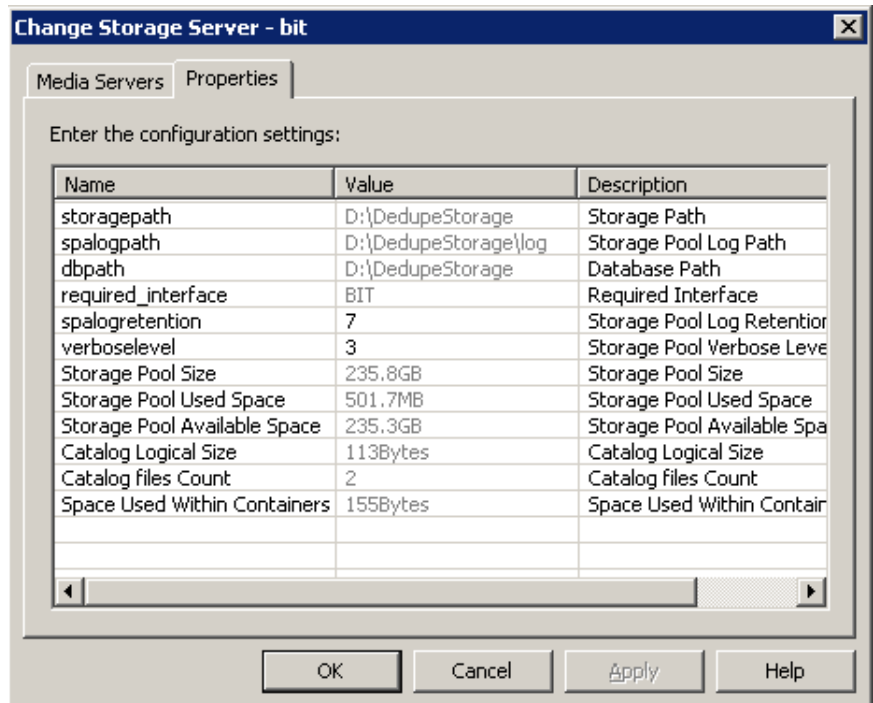 Change Storage Server - bit
Media Servers Properties
Enter the configuration settings:
Name Value Description
storagepath D:\DedupeStorage Storage Path
spalogpath D:\DedupeStorage\log Storage Pool Log Path
dbpath D:\DedupeStorage Database Path
required_interface BIT Required Interface
spalogretention 7 Storage Pool Log Retention
verboselevel 3 Storage Pool Verbose Leve
Storage Pool Size 235.8GB Storage Pool Size
Storage Pool Used Space 501.7MB Storage Pool Used Space
Storage Pool Available Space 235.3GB Storage Pool Available Spa
Catalog Logical Size 113Bytes Catalog Logical Size
Catalog files Count 2 Catalog files Count
Space Used Within Containers 155Bytes Space Used Within Contair
OK Cancel Apply Help